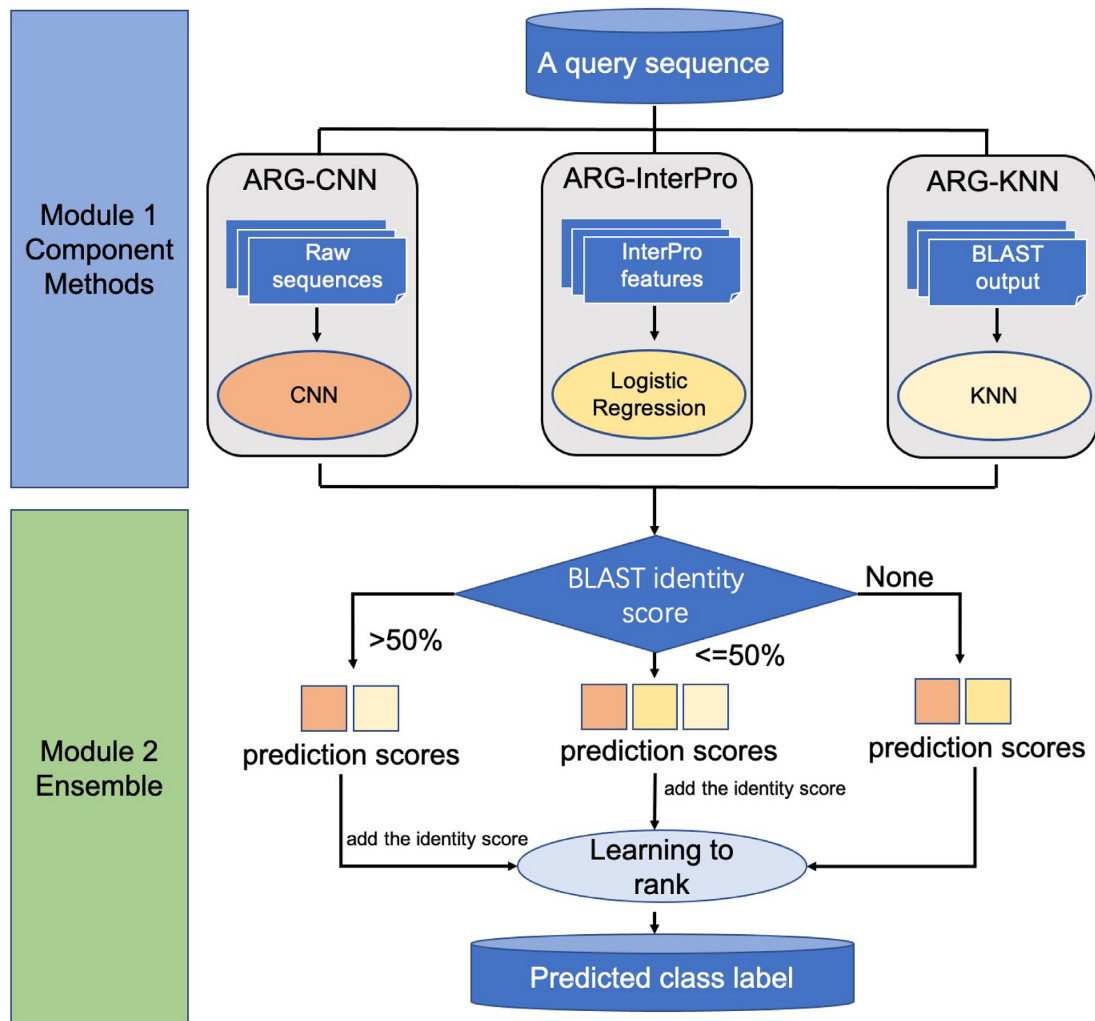 A query sequence
Module 1
Component
Methods
ARG-CNN
Raw
sequences
CNN
ARG-InterPro
InterPro
features
Logistic
Regression
ARG-KNN
BLAST
output
KNN
Module 2
Ensemble
BLAST identity
score
>50%
<=50%
None
prediction scores
prediction scores
prediction scores
add the identity score
add the identity score
Learning to
rank
Predicted class label